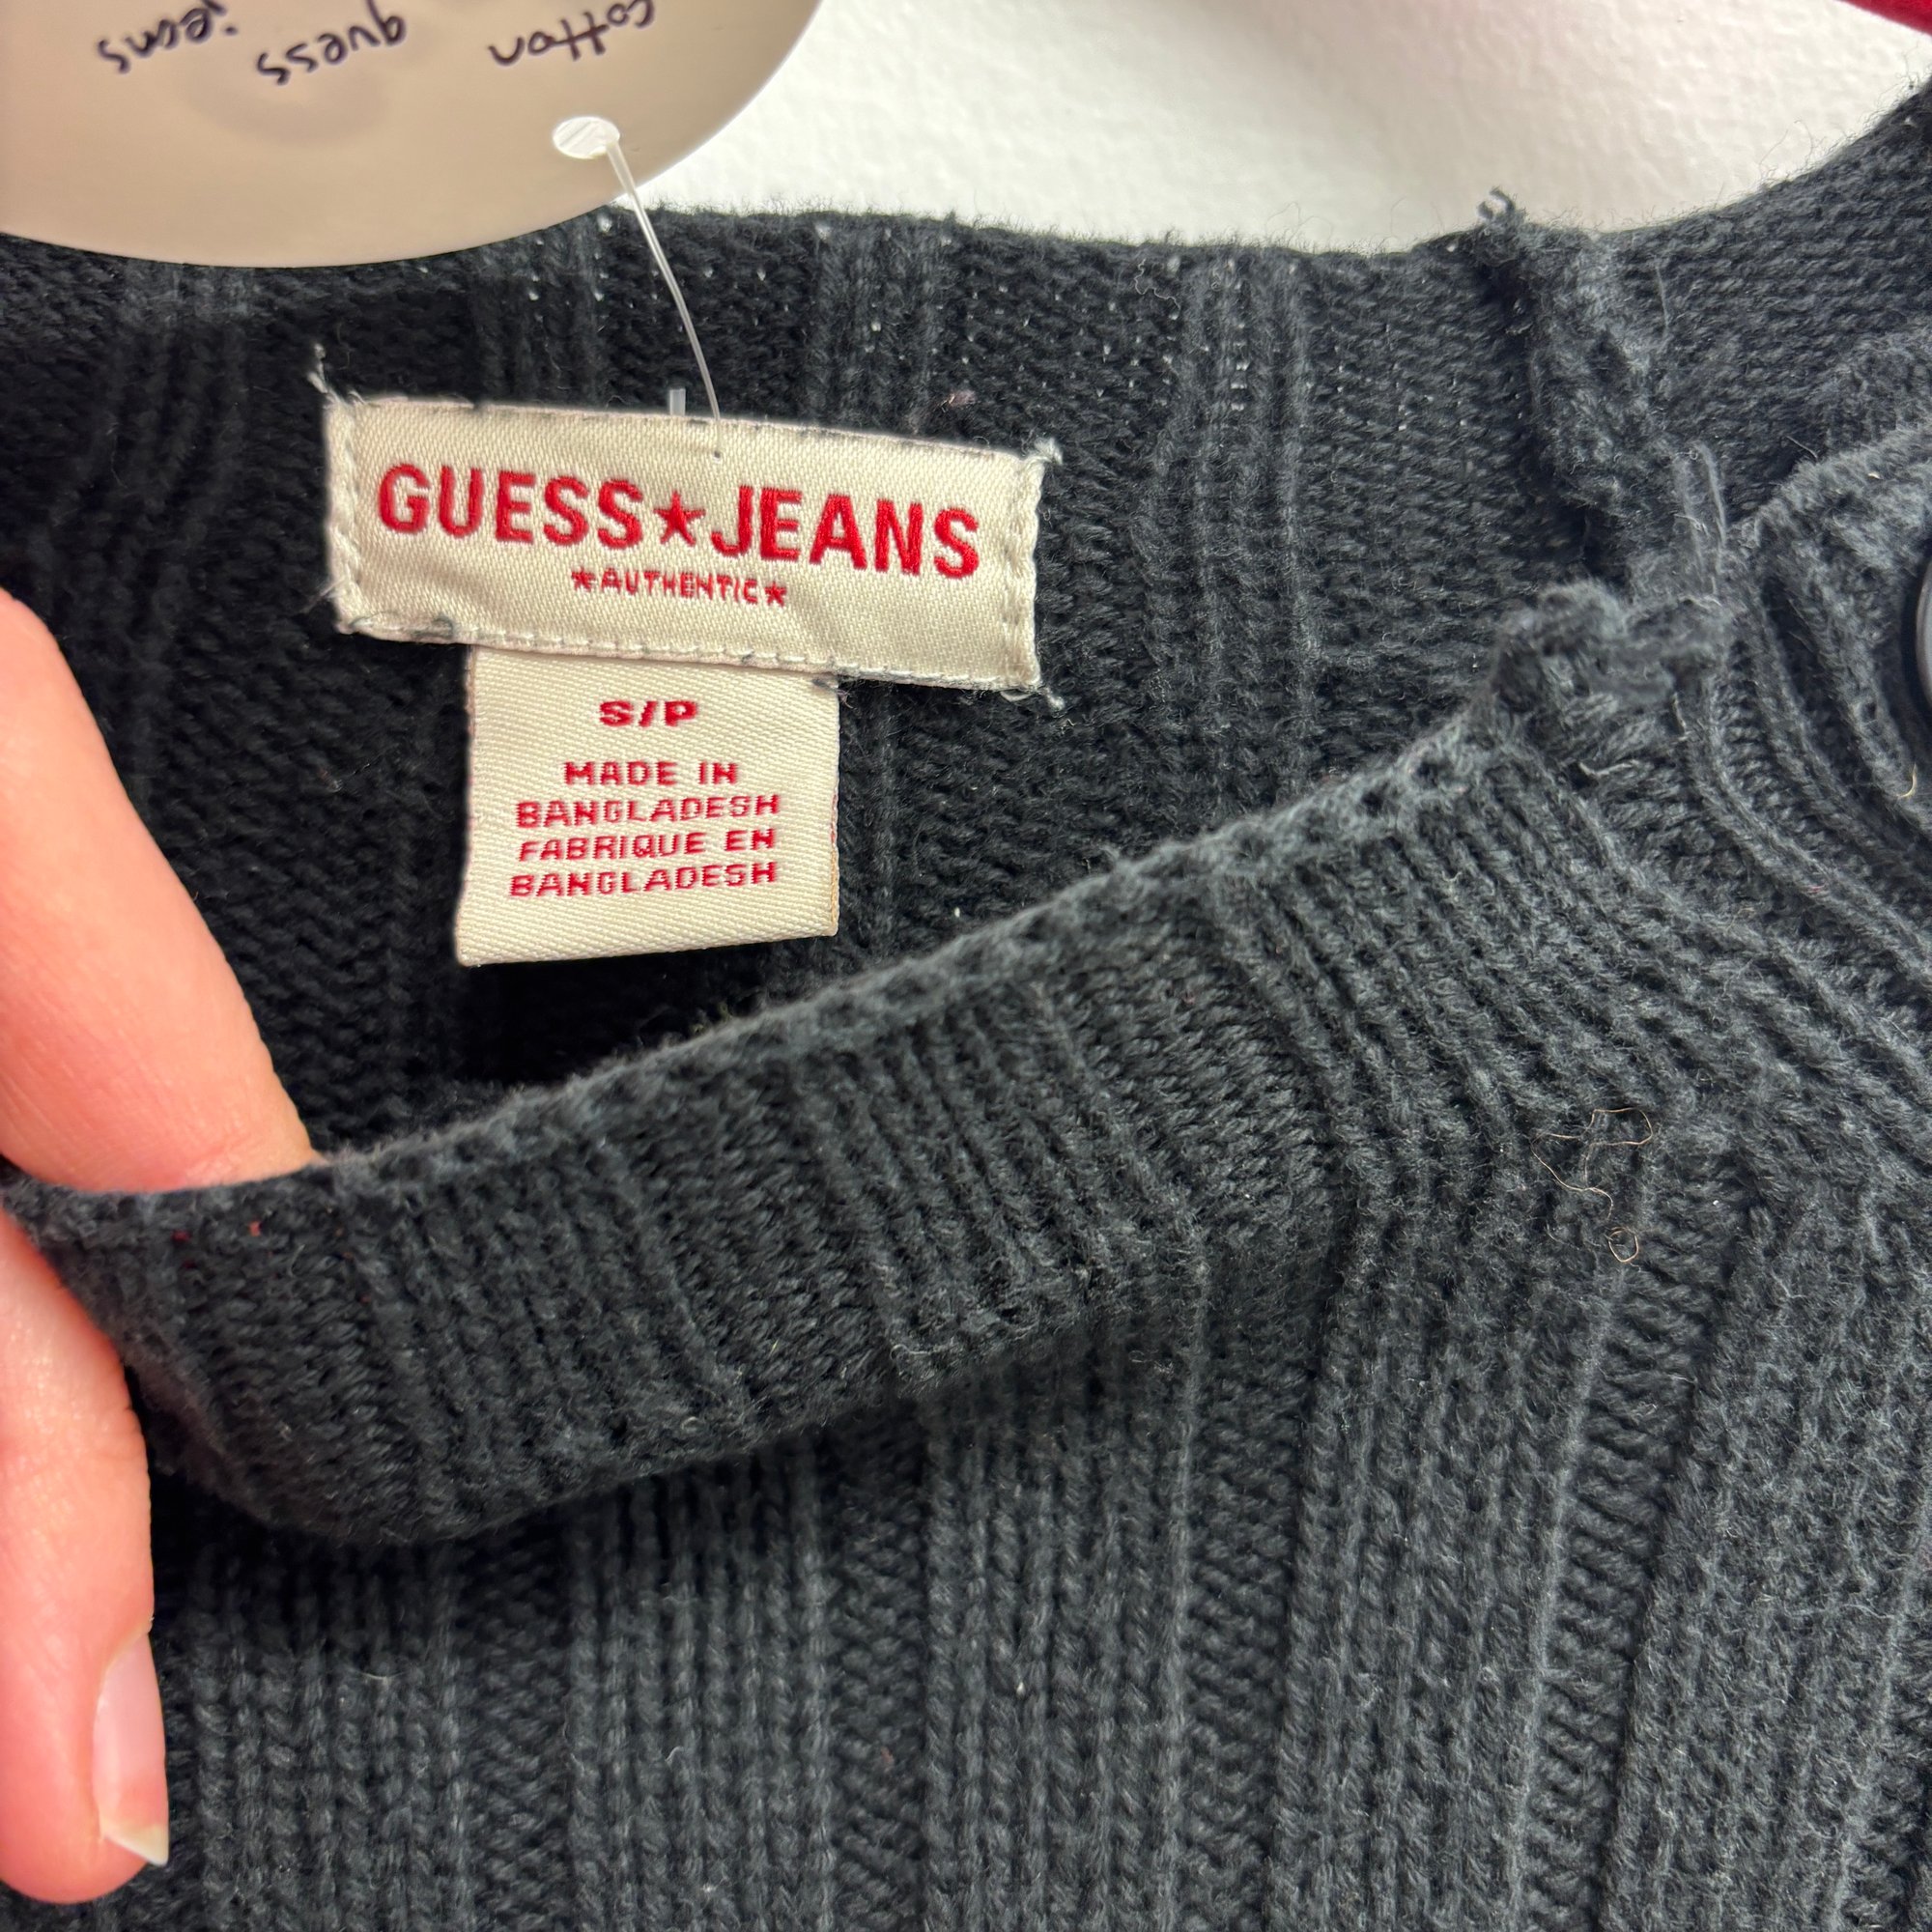 cotton
guess
jeans
GUESS★JEANS
★AUTHENTIC★
S/P
MADE IN
BANGLADESH
FABRIQUE EN
BANGLADESH